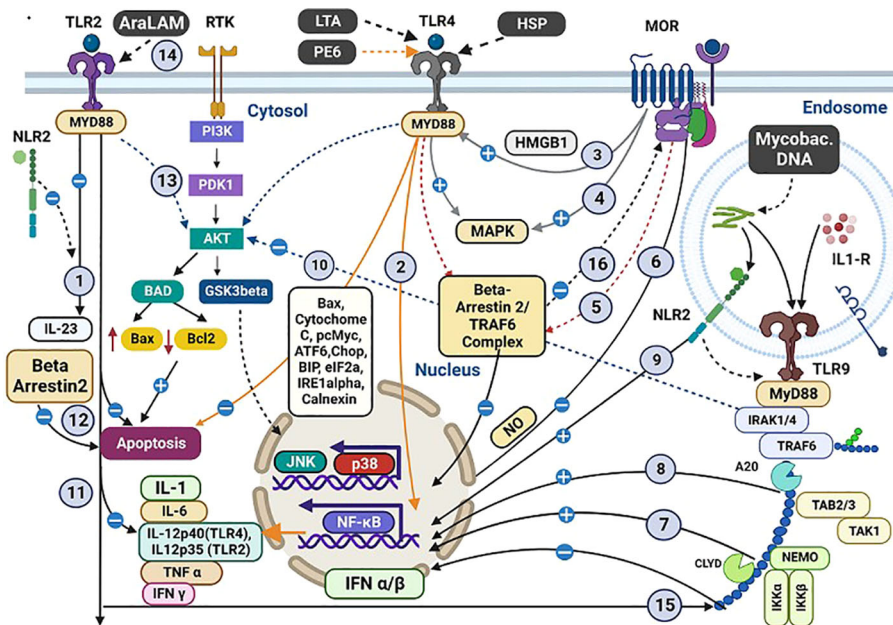 TLR2
AraLAM
14
RTK
LTA
PE6
TLR4
HSP
MOR
Cytosol
Endosome
MYD88
PI3K
MYD88
HMGB1
3
Mycobac.
DNA
NLR2
13
PDK1
4
MAPK
AKT
10
2
16
6
IL1-R
1
BAD
GSK3beta
Bax,
Cytochome
C, pcMyc,
ATF6,Chop,
BIP, eIF2a,
IRE1alpha,
Calnexin
Beta-
Arrestin 2/
TRAF6
Complex
5
NLR2
IL-23
Bax
Bcl2
9
TLR9
Beta
Arrestin2
Nucleus
MyD88
12
Apoptosis
NO
IRAK1/4
TRAF6
JNK
p38
8
A20
11
IL-1
IL-6
TAB2/3
TAK1
IL-12p40(TLR4),
IL12p35 (TLR2)
NF-κB
7
CLYD
NEMO
TNF α
IFN γ
IFN α/β
IKKα
IKKβ
15